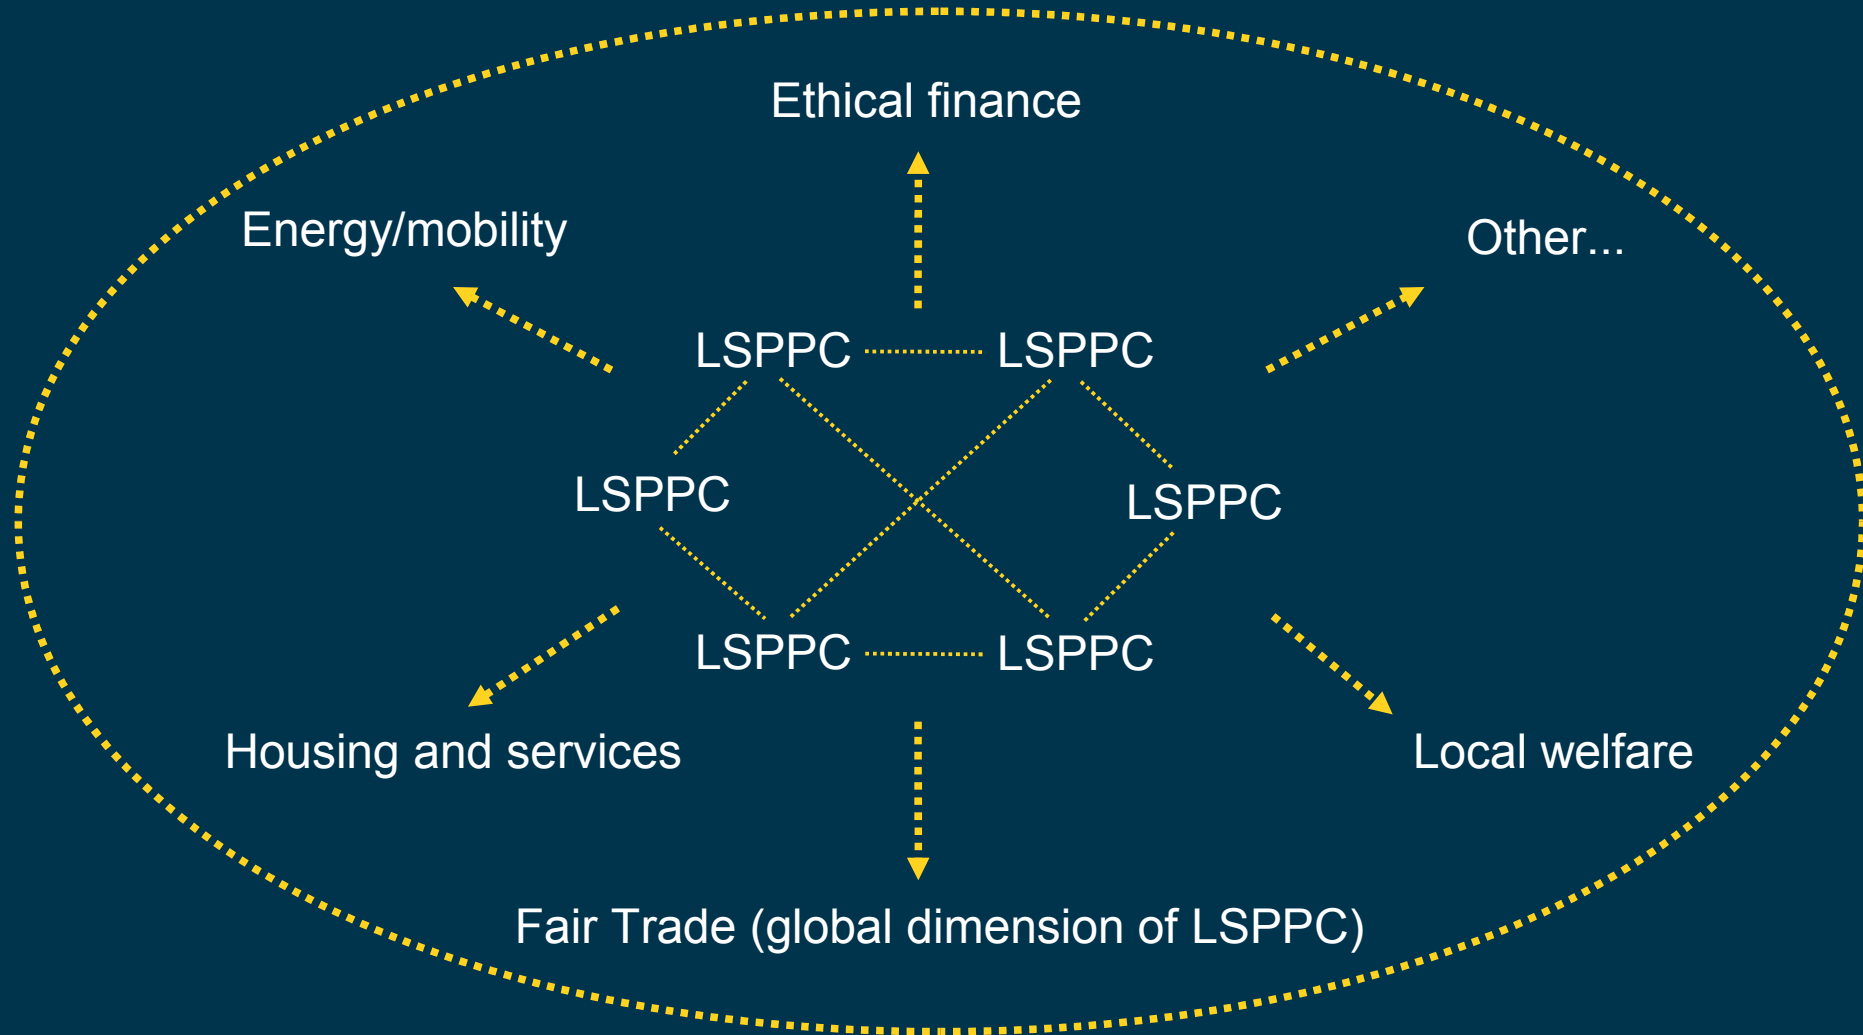 Ethical finance
Energy/mobility
Other...
LSPPC
LSPPC
LSPPC
LSPPC
LSPPC
LSPPC
Housing and services
Local welfare
Fair Trade (global dimension of LSPPC)